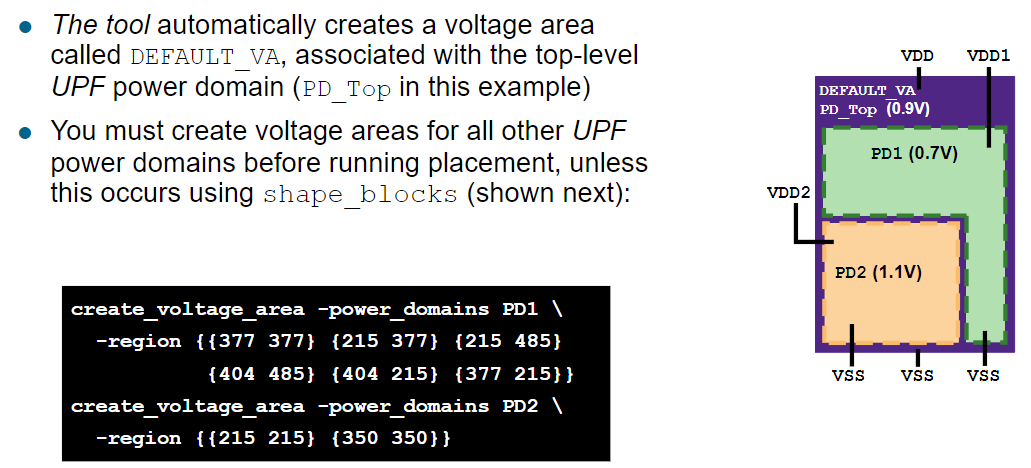 The tool automatically creates a voltage area
called DEFAULT_VA, associated with the top-level
UPF power domain (PD_Top in this example)
You must create voltage areas for all other UPF
power domains before running placement, unless
this occurs using shape_blocks (shown next):
create_voltage_area -power_domains PD1 \
-region {{377 377} {215 377} {215 485}
{404 485} {404 215} {377 215}}
create_voltage_area -power_domains PD2 \
-region {{215 215} {350 350}}
VDD VDD1
DEFAULT_VA
PD_Top (0.9V)
PD1 (0.7V)
VDD2
PD2 (1.1V)
VSS VSS VSS